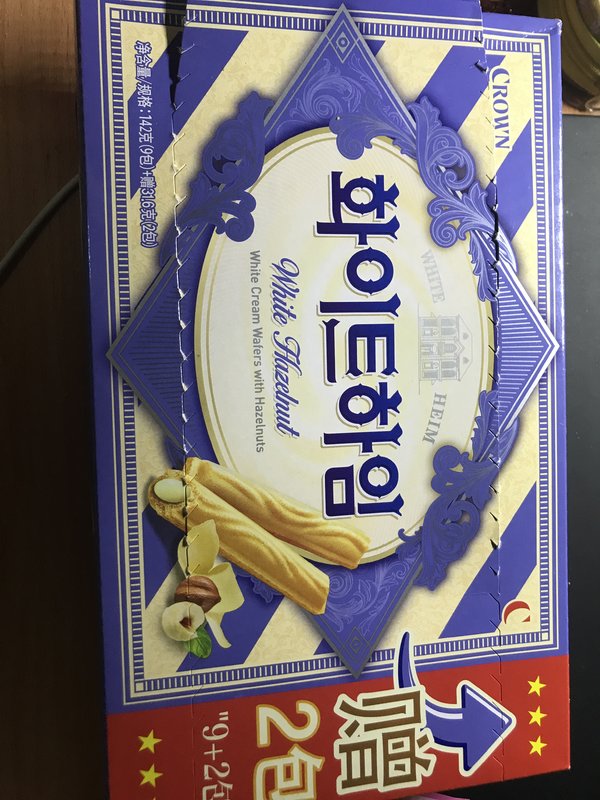 CROWN
WHITE HEIM
화이트하임
White Hazelnut
White Cream Wafers with Hazelnuts
净含量/规格：142克(9包)+赠31.6克(2包)
C
赠
2包
"9+2包